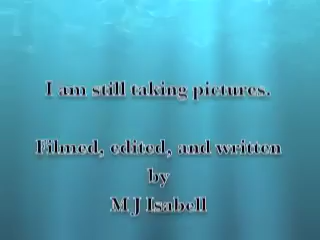 I am still taking pictures.
Filmed, edited, and written
by
M J Isabell